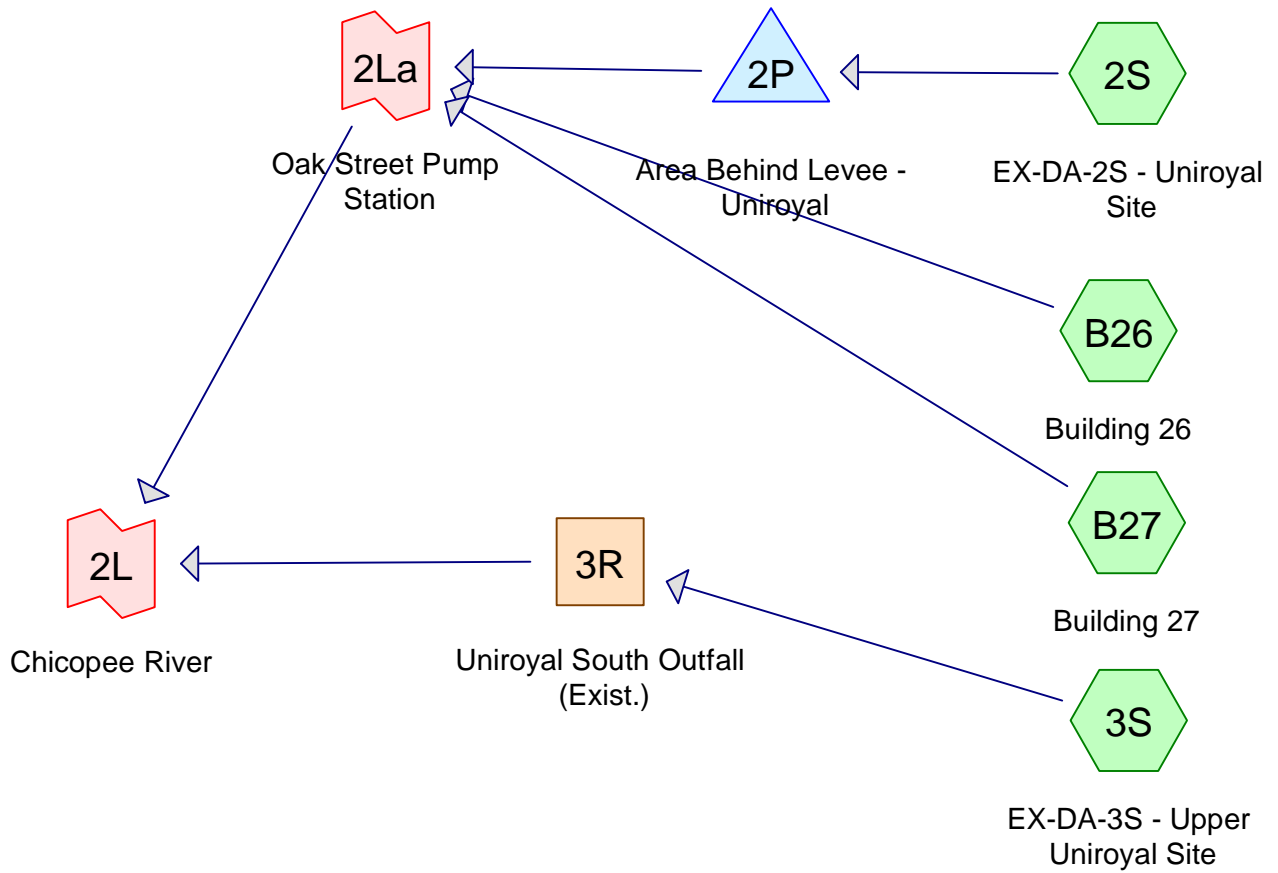 2La
2P
2S
Oak Street Pump
Station
Area Behind Levee -
Uniroyal
EX-DA-2S - Uniroyal
Site
B26
Building 26
B27
Building 27
2L
Chicopee River
3R
Uniroyal South Outfall
(Exist.)
3S
EX-DA-3S - Upper
Uniroyal Site